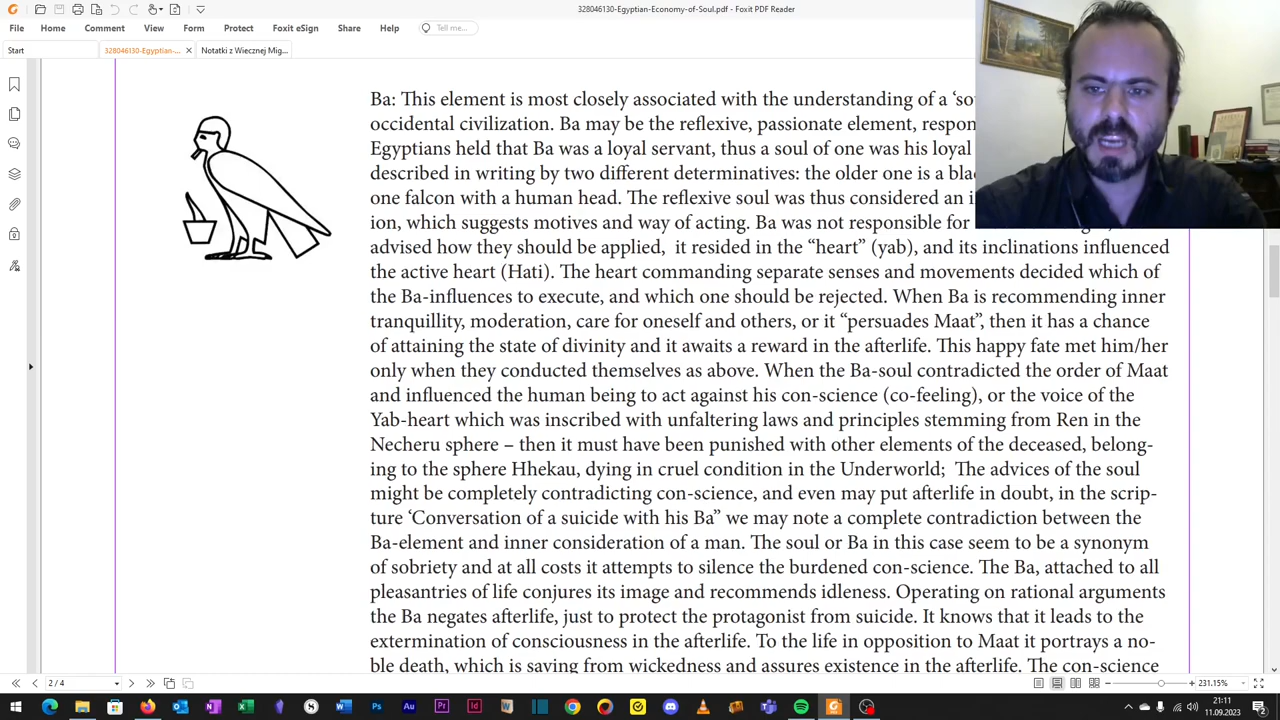 328046130-Egyptian-Economy-of-Soul.pdf - Foxit PDF Reader
File Home Comment View Form Protect Foxit eSign Share Help Tell me...
Start 328046130-Egyptian-... Notatki z Wiecznej Mig...
Ba: This element is most closely associated with the understanding of a ‘so
occidental civilization. Ba may be the reflexive, passionate element, respon
Egyptians held that Ba was a loyal servant, thus a soul of one was his loyal
described in writing by two different determinatives: the older one is a bla
one falcon with a human head. The reflexive soul was thus considered an i
ion, which suggests motives and way of acting. Ba was not responsible for
advised how they should be applied, it resided in the “heart” (yab), and its inclinations influenced
the active heart (Hati). The heart commanding separate senses and movements decided which of
the Ba-influences to execute, and which one should be rejected. When Ba is recommending inner
tranquillity, moderation, care for oneself and others, or it “persuades Maat”, then it has a chance
of attaining the state of divinity and it awaits a reward in the afterlife. This happy fate met him/her
only when they conducted themselves as above. When the Ba-soul contradicted the order of Maat
and influenced the human being to act against his con-science (co-feeling), or the voice of the
Yab-heart which was inscribed with unfaltering laws and principles stemming from Ren in the
Necheru sphere – then it must have been punished with other elements of the deceased, belong-
ing to the sphere Hhekau, dying in cruel condition in the Underworld; The advices of the soul
might be completely contradicting con-science, and even may put afterlife in doubt, in the scrip-
ture ‘Conversation of a suicide with his Ba” we may note a complete contradiction between the
Ba-element and inner consideration of a man. The soul or Ba in this case seem to be a synonym
of sobriety and at all costs it attempts to silence the burdened con-science. The Ba, attached to all
pleasantries of life conjures its image and recommends idleness. Operating on rational arguments
the Ba negates afterlife, just to protect the protagonist from suicide. It knows that it leads to the
extermination of consciousness in the afterlife. To the life in opposition to Maat it portrays a no-
ble death, which is saving from wickedness and assures existence in the afterlife. The con-science
2 / 4
231.15%
21:11
11.09.2023